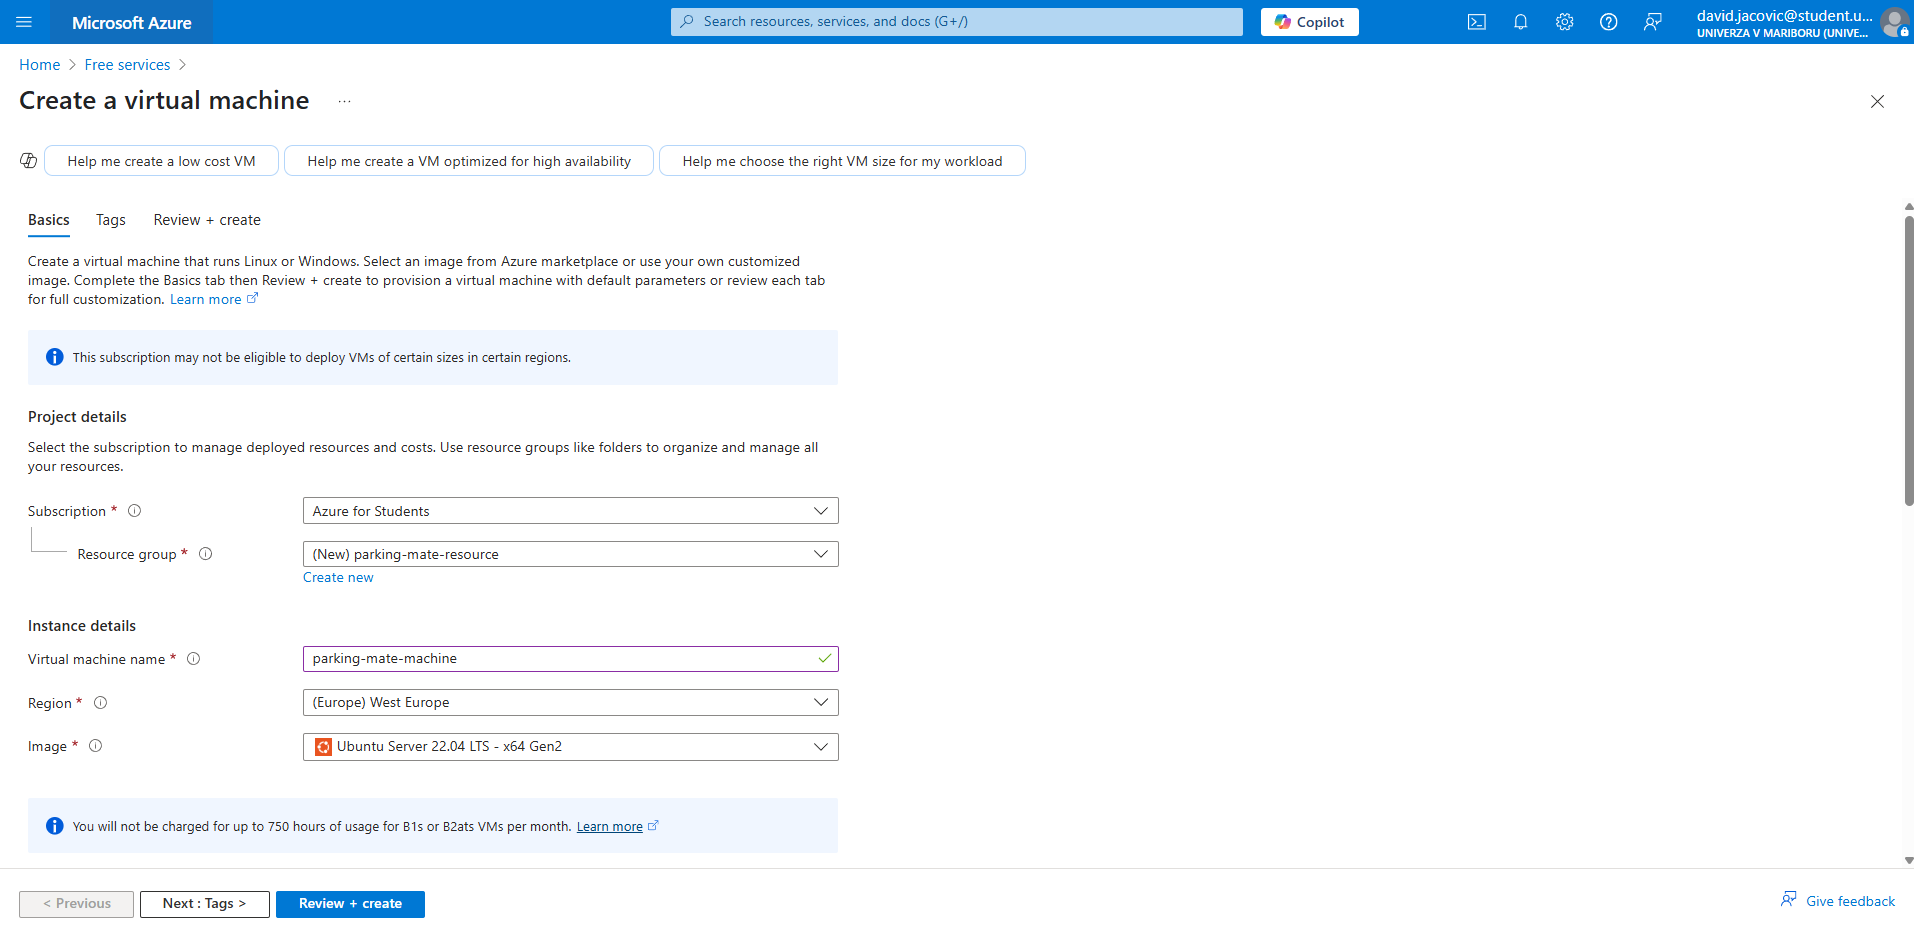 Microsoft Azure
Search resources, services, and docs (G+/)
Copilot
david.jacovic@student.u...
UNIVERZA V MARIBORU (UNIVE...
Home > Free services >
Create a virtual machine ...
Help me create a low cost VM
Help me create a VM optimized for high availability
Help me choose the right VM size for my workload
Basics Tags Review + create
Create a virtual machine that runs Linux or Windows. Select an image from Azure marketplace or use your own customized
image. Complete the Basics tab then Review + create to provision a virtual machine with default parameters or review each tab
for full customization. Learn more
This subscription may not be eligible to deploy VMs of certain sizes in certain regions.
Project details
Select the subscription to manage deployed resources and costs. Use resource groups like folders to organize and manage all
your resources.
Subscription * Azure for Students
Resource group * (New) parking-mate-resource
Create new
Instance details
Virtual machine name * parking-mate-machine
Region * (Europe) West Europe
Image * Ubuntu Server 22.04 LTS - x64 Gen2
You will not be charged for up to 750 hours of usage for B1s or B2ats VMs per month. Learn more
< Previous
Next : Tags >
Review + create
Give feedback